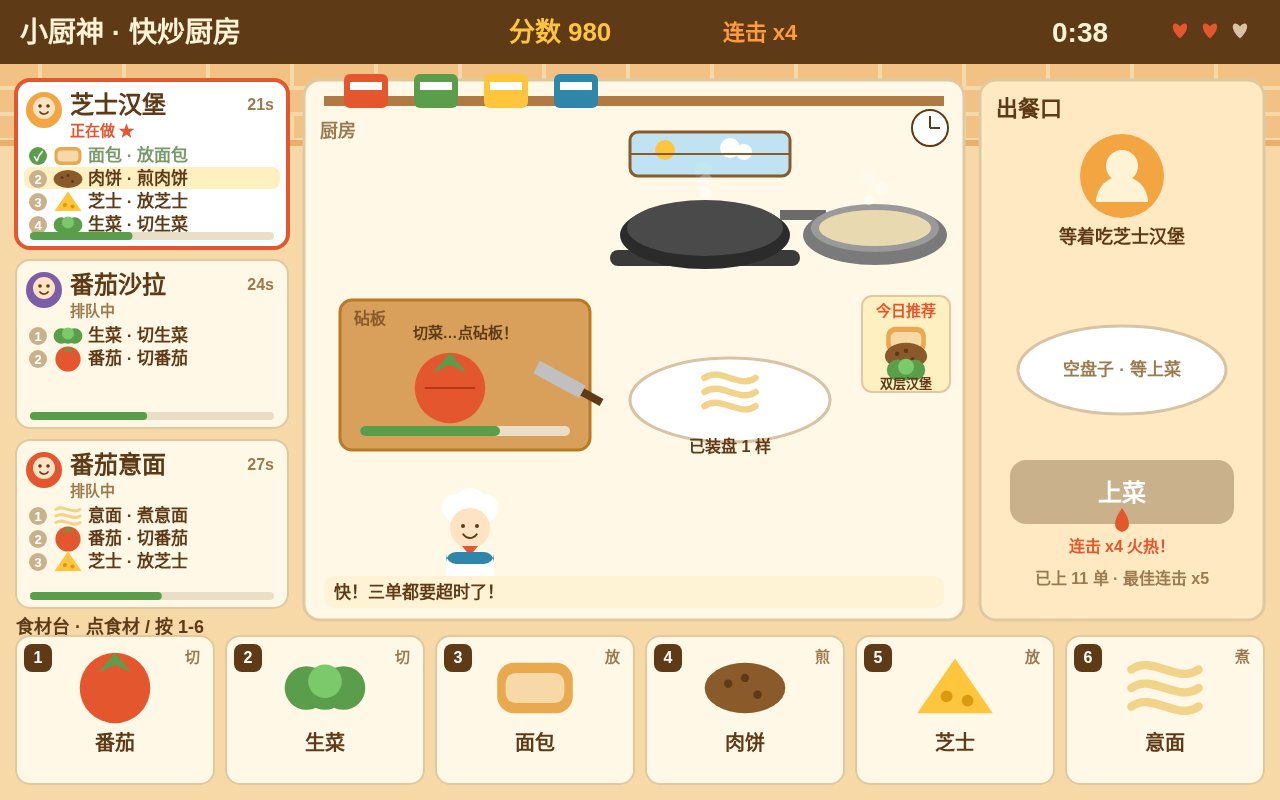 小厨神 · 快炒厨房
分数 980
连击 x4
0:38
芝士汉堡
21s
正在做 ★
✓ 面包 · 放面包
2 肉饼 · 煎肉饼
3 芝士 · 放芝士
4 生菜 · 切生菜
番茄沙拉
24s
排队中
1 生菜 · 切生菜
2 番茄 · 切番茄
番茄意面
27s
排队中
1 意面 · 煮意面
2 番茄 · 切番茄
3 芝士 · 放芝士
厨房
砧板
切菜…点砧板!
已装盘 1 样
今日推荐
双层汉堡
快! 三单都要超时了!
出餐口
等着吃芝士汉堡
空盘子 · 等上菜
上菜
连击 x4 火热!
已上 11 单 · 最佳连击 x5
食材台 · 点食材 / 按 1-6
1 切
番茄
2 切
生菜
3 放
面包
4 煎
肉饼
5 放
芝士
6 煮
意面